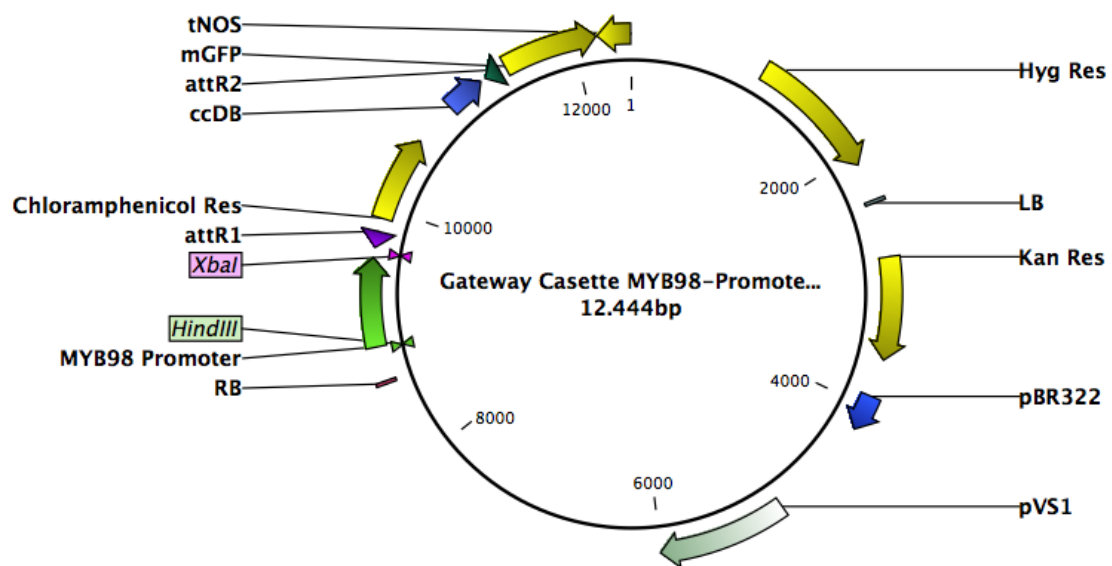 tNOS
mGFP
attR2
ccDB
Chloramphenicol Res
attR1
XbaI
HindIII
MYB98 Promoter
RB
12000
1
2000
10000
Gateway Casette MYB98-Promote...
12.444bp
4000
8000
6000
Hyg Res
LB
Kan Res
pBR322
pVS1